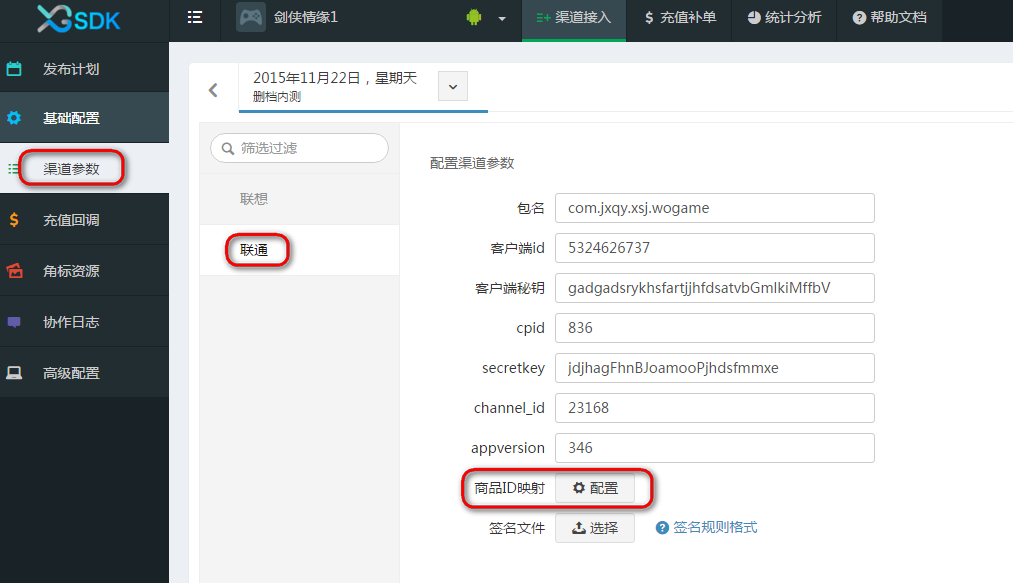 XGSDK
剑侠情缘1
渠道接入
$ 充值补单
统计分析
帮助文档
发布计划
基础配置
渠道参数
充值回调
角标资源
协作日志
高级配置
2015年11月22日，星期天
删档内测
筛选过滤
联想
联通
配置渠道参数
包名 com.jxqy.xsj.wogame
客户端id 5324626737
客户端秘钥 gadgadsrykhsfartjjhfdsatvbGmlkiMffbV
cpid 836
secretkey jdjhagFhnBJoamooPjhdsfmmxe
channel_id 23168
appversion 346
商品ID映射 配置
签名文件 选择 签名规则格式